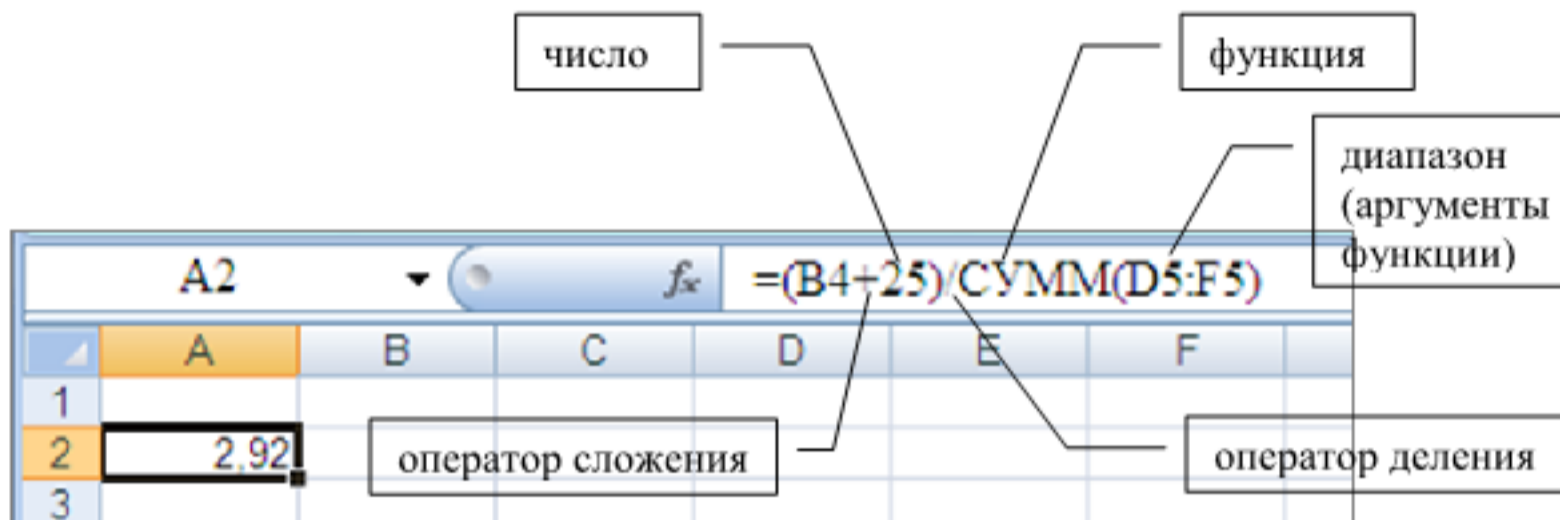 число
функция
диапазон
(аргументы
функции)
A2
fx
=(B4+25)/СУММ(D5:F5)
A B C D E F
1
2 2,92
оператор сложения
оператор деления
3